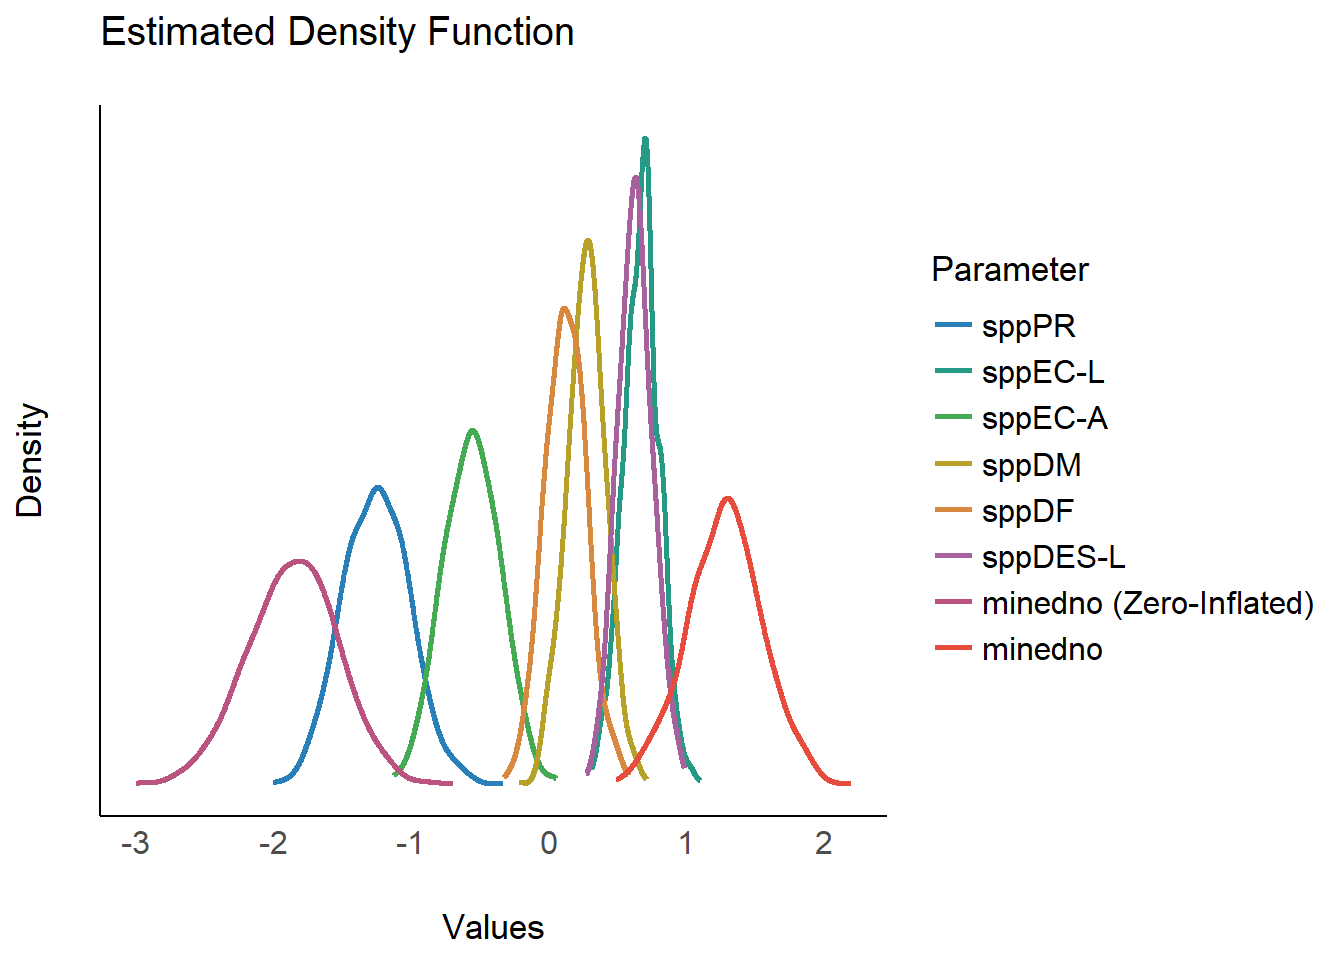 Estimated Density Function
Density
-3 -2 -1 0 1 2
Values
Parameter
sppPR
sppEC-L
sppEC-A
sppDM
sppDF
sppDES-L
minedno (Zero-Inflated)
minedno